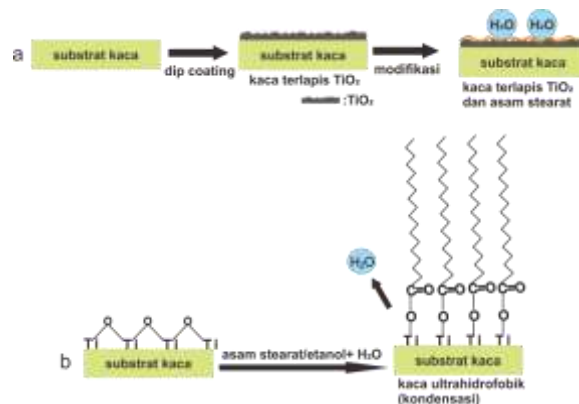 a
substrat kaca
dip coating
substrat kaca
kaca terlapis TiO₂
:TiO₂
modifikasi
H₂O H₂O
substrat kaca
kaca terlapis TiO₂
dan asam stearat
b
O O O
Ti Ti Ti Ti
substrat kaca
asam stearat/etanol+ H₂O
H₂O
C=O C=O C=O C=O
O O O O
Ti Ti Ti Ti
substrat kaca
kaca ultrahidrofobik
(kondensasi)